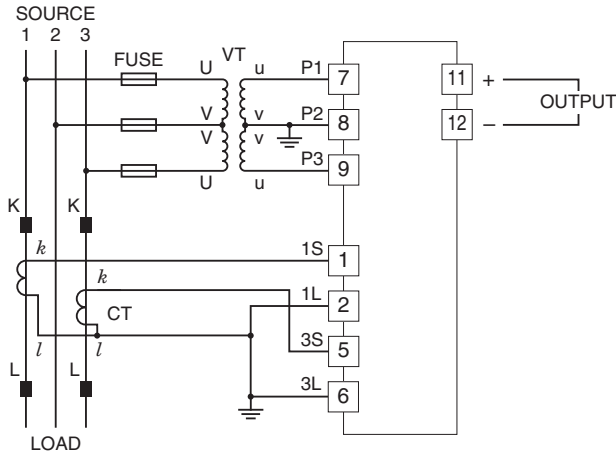 SOURCE
1 2 3
FUSE VT
U u P1 7 11 +
OUTPUT
V v P2 8 12 −
V v
P3 9
U u
K K
k 1S 1
k 1L 2
CT
3S 5
l l
L L 3L 6
LOAD